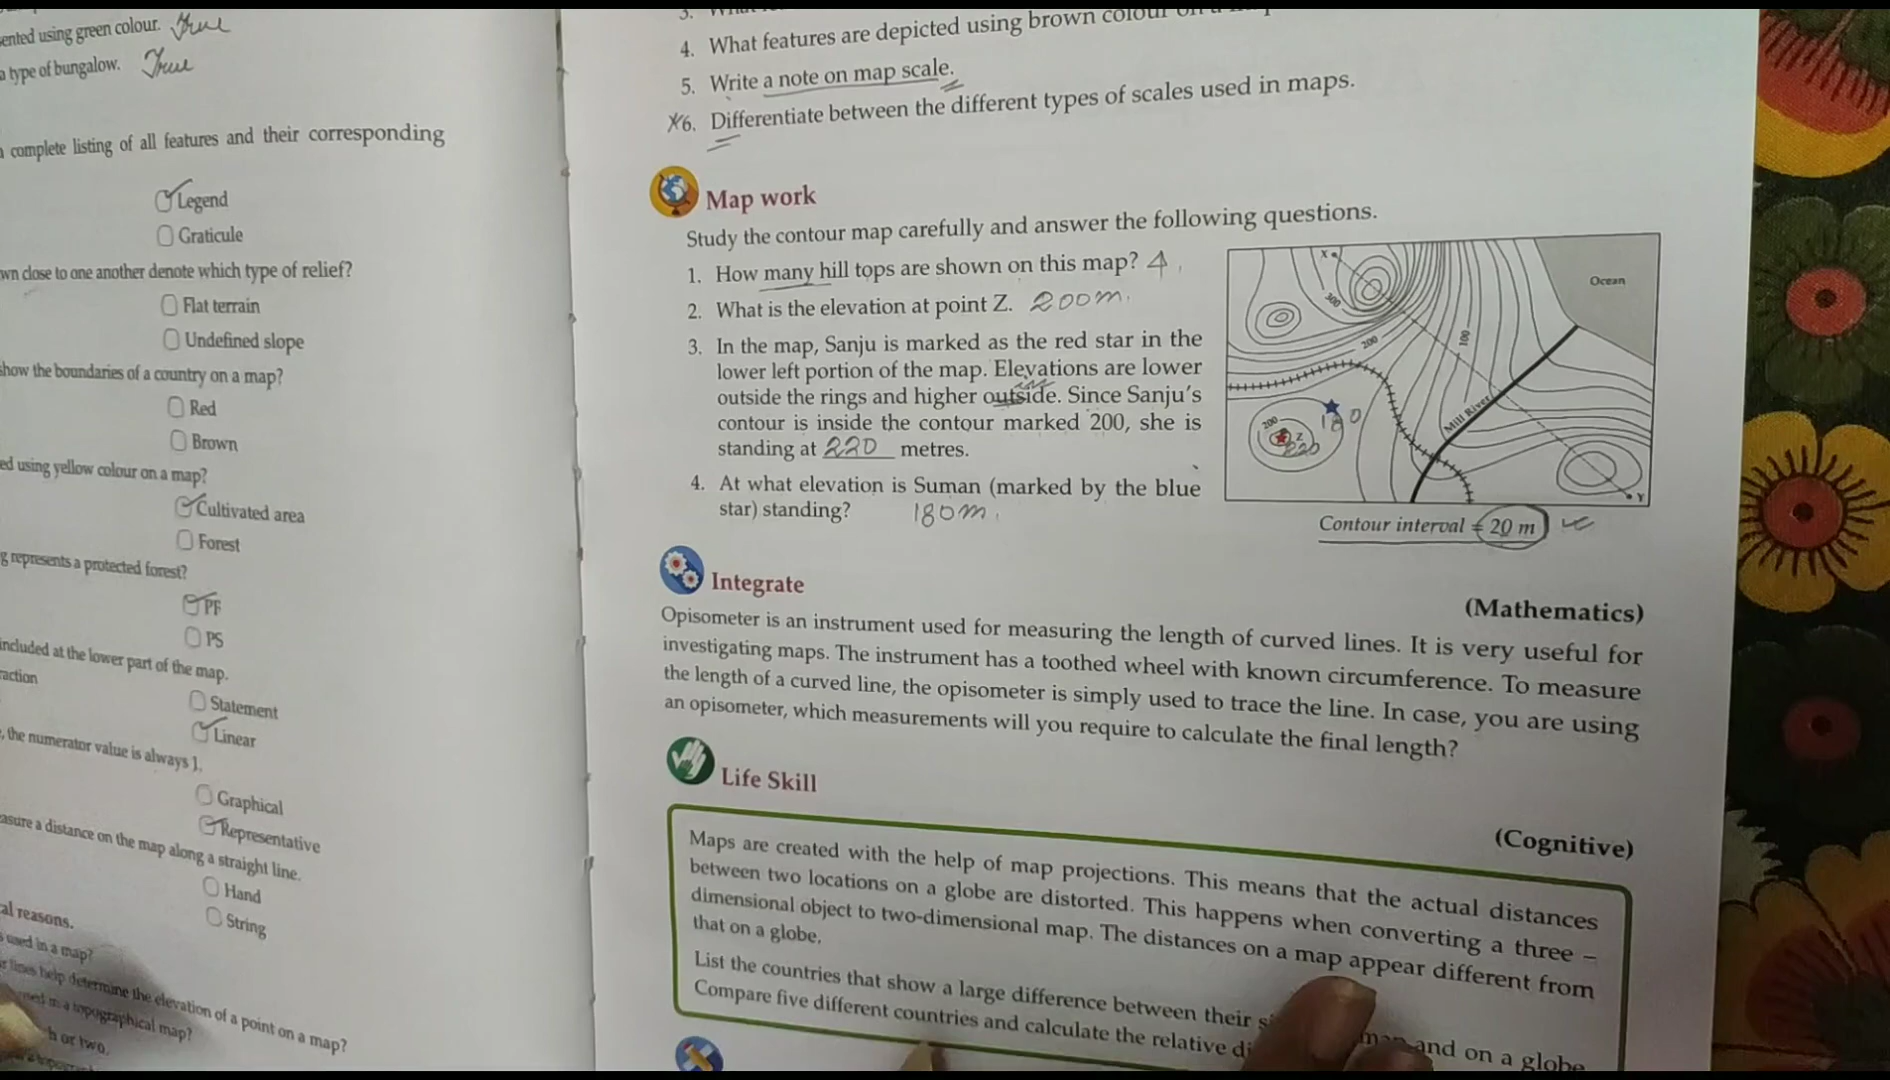 ented using green colour. True
a type of bungalow. True
complete listing of all features and their corresponding
Legend
Graticule
wn close to one another denote which type of relief?
Flat terrain
Undefined slope
show the boundaries of a country on a map?
Red
Brown
ed using yellow colour on a map?
Cultivated area
Forest
g represents a protected forest?
PF
PS
included at the lower part of the map.
raction
Statement
Linear
, the numerator value is always 1.
Graphical
Representative
asure a distance on the map along a straight line.
Hand
String
al reasons.
s used in a map?
r lines help determine the elevation of a point on a map?
in a topographical map?
h or two.
4. What features are depicted using brown colour on a
5. Write a note on map scale.
X6. Differentiate between the different types of scales used in maps.
Map work
Study the contour map carefully and answer the following questions.
1. How many hill tops are shown on this map? 4
2. What is the elevation at point Z. 200m.
3. In the map, Sanju is marked as the red star in the
lower left portion of the map. Elevations are lower
outside the rings and higher outside. Since Sanju's
contour is inside the contour marked 200, she is
standing at 220 metres.
4. At what elevation is Suman (marked by the blue
star) standing? 180m.
X
Ocean
300
200
100
Mill River
200
Z
180
220
Y
Contour interval = 20 m
Integrate
(Mathematics)
Opisometer is an instrument used for measuring the length of curved lines. It is very useful for
investigating maps. The instrument has a toothed wheel with known circumference. To measure
the length of a curved line, the opisometer is simply used to trace the line. In case, you are using
an opisometer, which measurements will you require to calculate the final length?
Life Skill
(Cognitive)
Maps are created with the help of map projections. This means that the actual distances
between two locations on a globe are distorted. This happens when converting a three –
dimensional object to two-dimensional map. The distances on a map appear different from
that on a globe.
List the countries that show a large difference between their s map and on a globe
Compare five different countries and calculate the relative di